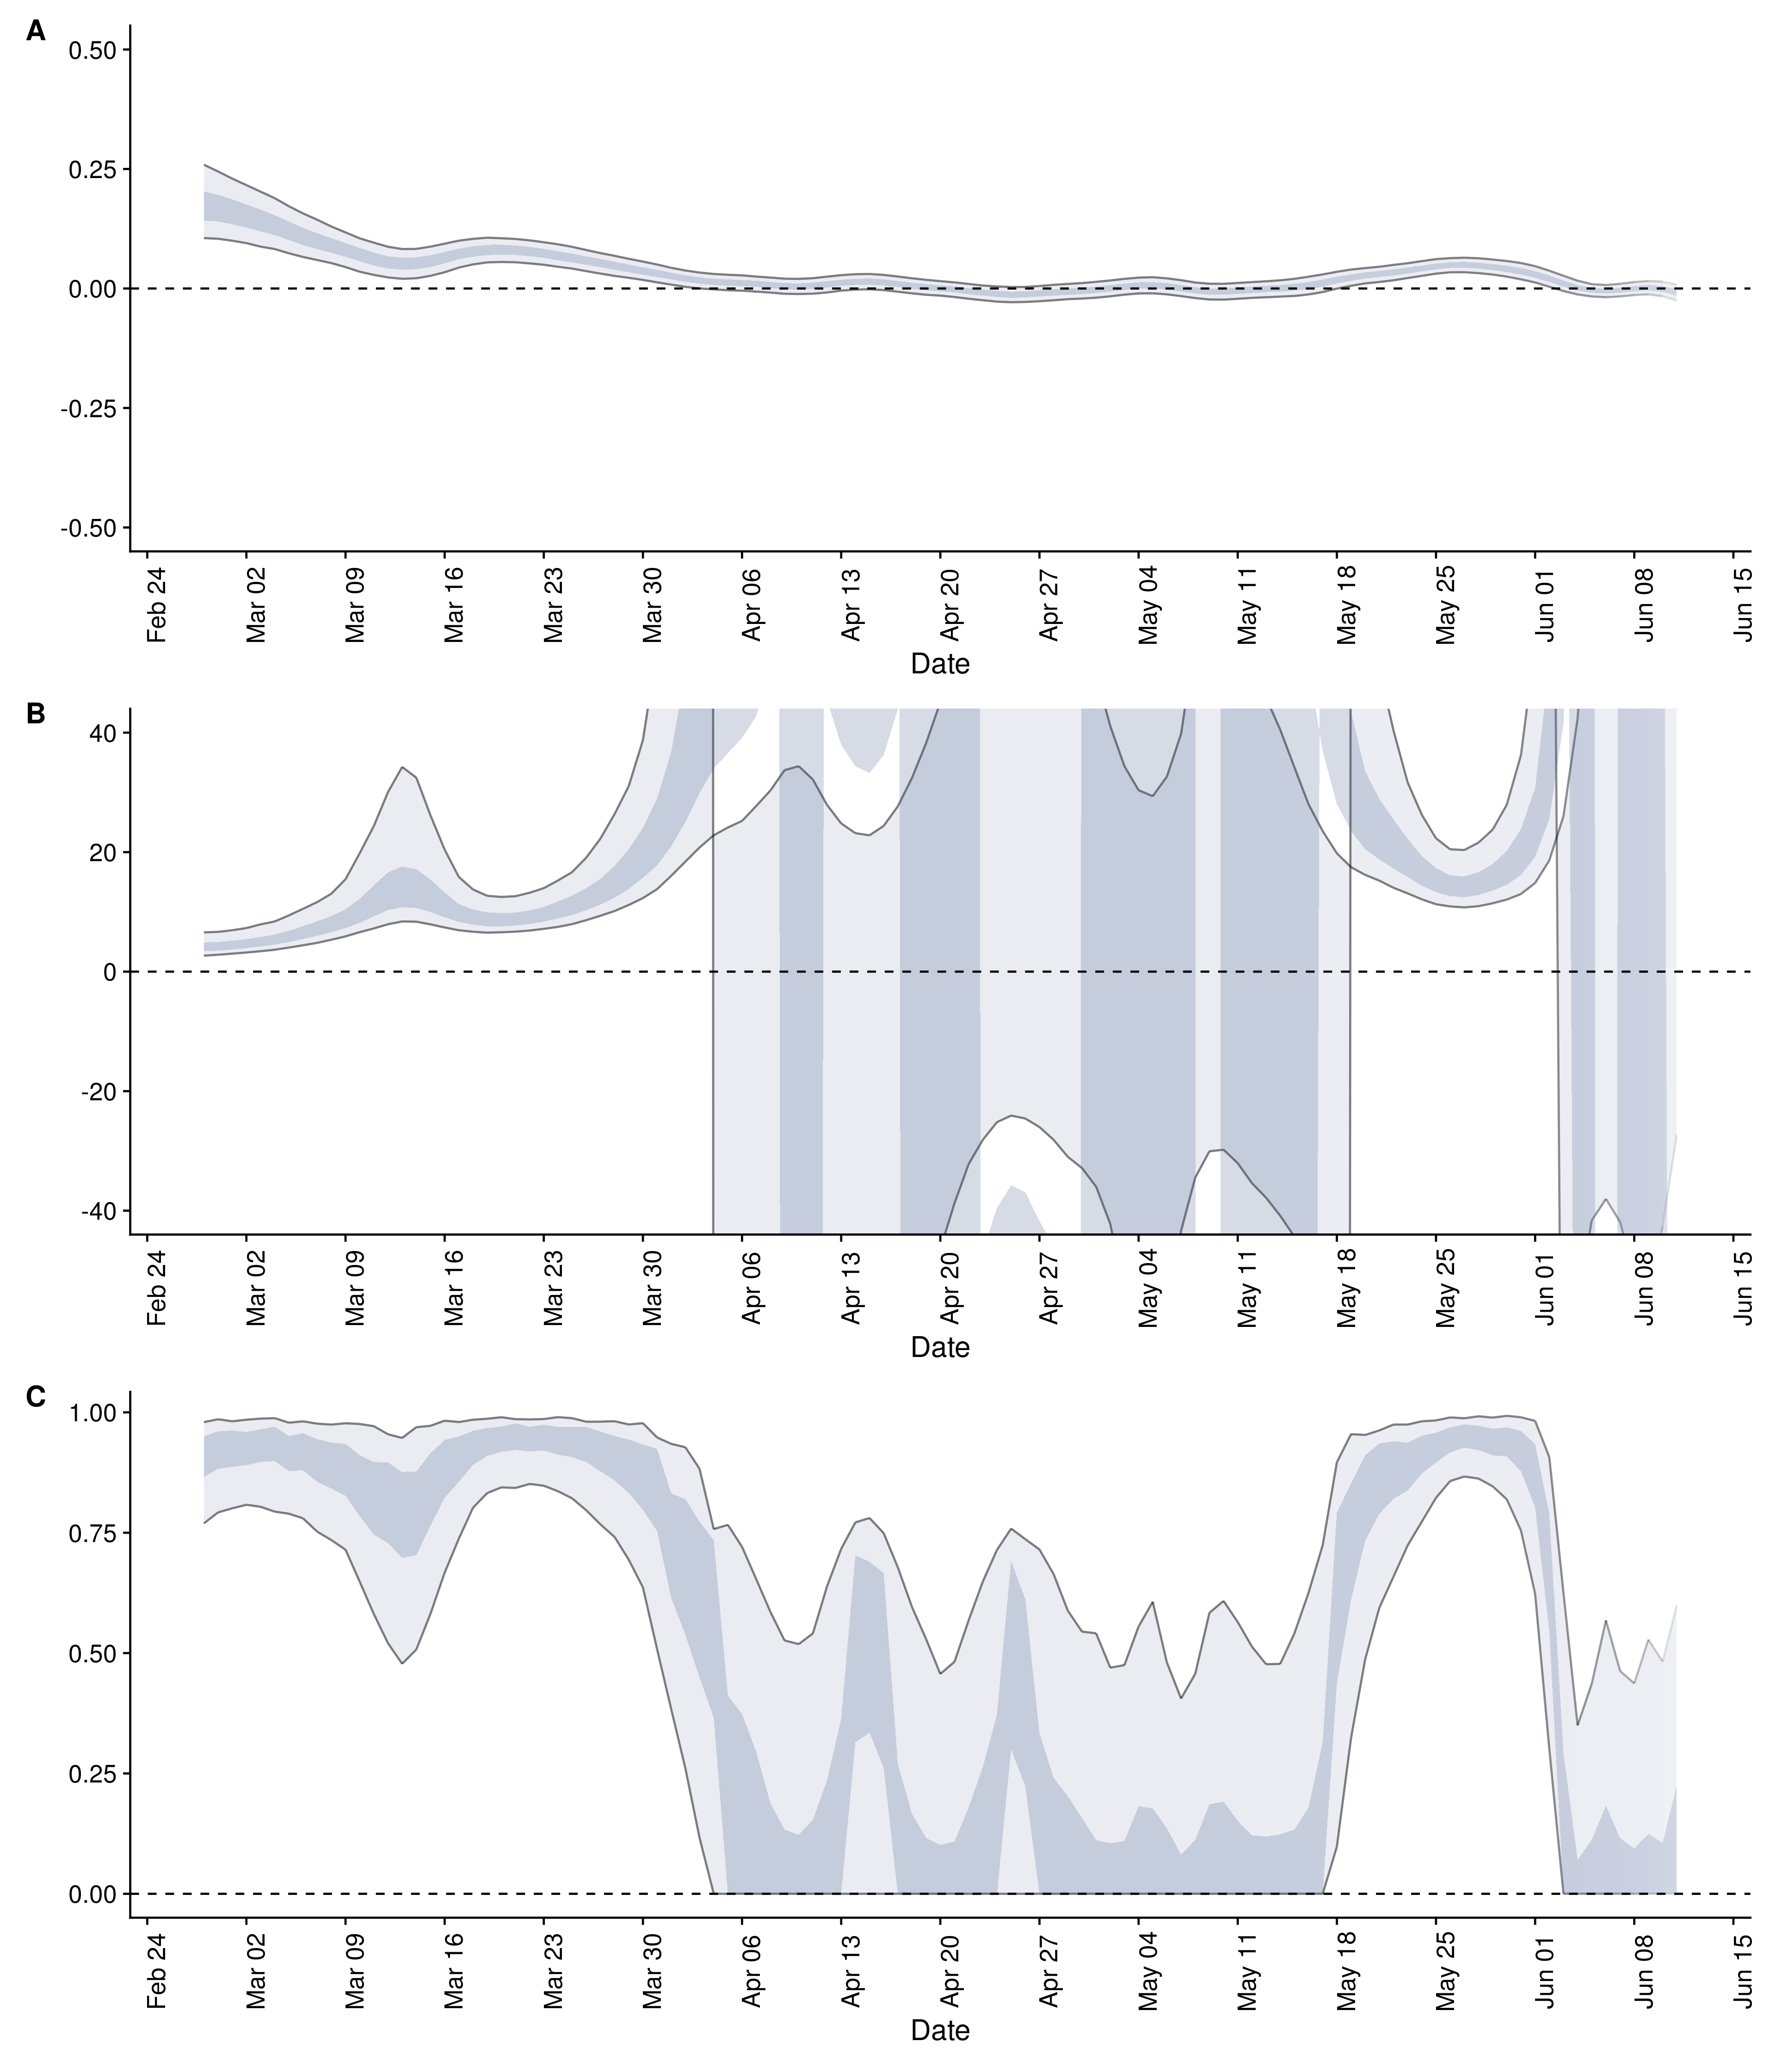 A
0.50
0.25
0.00
-0.25
-0.50
Feb 24
Mar 02
Mar 09
Mar 16
Mar 23
Mar 30
Apr 06
Apr 13
Apr 20
Apr 27
May 04
May 11
May 18
May 25
Jun 01
Jun 08
Jun 15
Date
B
40
20
0
-20
-40
Feb 24
Mar 02
Mar 09
Mar 16
Mar 23
Mar 30
Apr 06
Apr 13
Apr 20
Apr 27
May 04
May 11
May 18
May 25
Jun 01
Jun 08
Jun 15
Date
C
1.00
0.75
0.50
0.25
0.00
Feb 24
Mar 02
Mar 09
Mar 16
Mar 23
Mar 30
Apr 06
Apr 13
Apr 20
Apr 27
May 04
May 11
May 18
May 25
Jun 01
Jun 08
Jun 15
Date